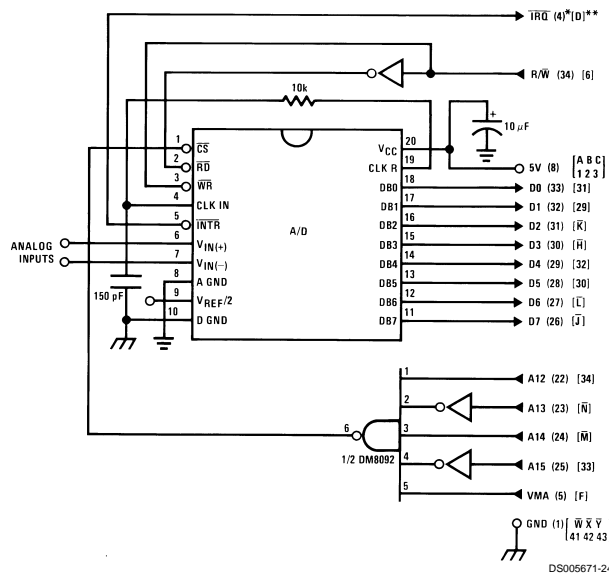 I̅R̅Q̅ (4)*[D]**
R/W̅ (34) [6]
10k
+
10 μF
1 C̅S̅
2 R̅D̅
3 W̅R̅
4 CLK IN
5 I̅N̅T̅R̅
6 VIN(+)
7 VIN(–)
8 A GND
9 VREF/2
10 D GND
A/D
ANALOG
INPUTS
150 pF
VCC 20
CLK R 19
DB0 18
DB1 17
DB2 16
DB3 15
DB4 14
DB5 13
DB6 12
DB7 11
5V (8) [A B C
1 2 3]
D0 (33) [31]
D1 (32) [29]
D2 (31) [K̅]
D3 (30) [H̅]
D4 (29) [32]
D5 (28) [30]
D6 (27) [L̅]
D7 (26) [J̅]
1 A12 (22) [34]
2 A13 (23) [N̅]
3 A14 (24) [M̅]
4 A15 (25) [33]
5 VMA (5) [F]
6
1/2 DM8092
GND (1) [W̅ X̅ Y̅
41 42 43
DS005671-24